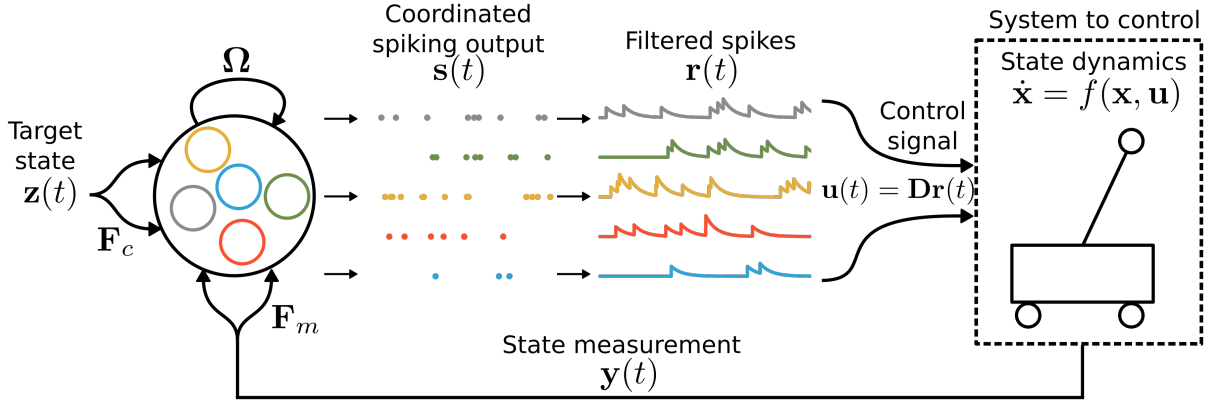 Ω
Target
state
z(t)
F_c
F_m
Coordinated
spiking output
s(t)
Filtered spikes
r(t)
Control
signal
u(t) = Dr(t)
System to control
State dynamics
ẋ = f(x, u)
State measurement
y(t)